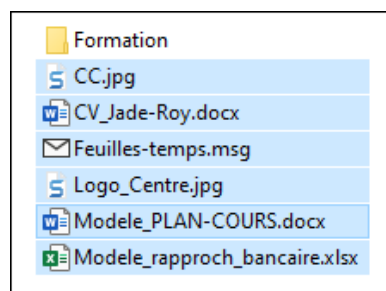 Formation
CC.jpg
CV_Jade-Roy.docx
Feuilles-temps.msg
Logo_Centre.jpg
Modele_PLAN-COURS.docx
Modele_rapproch_bancaire.xlsx